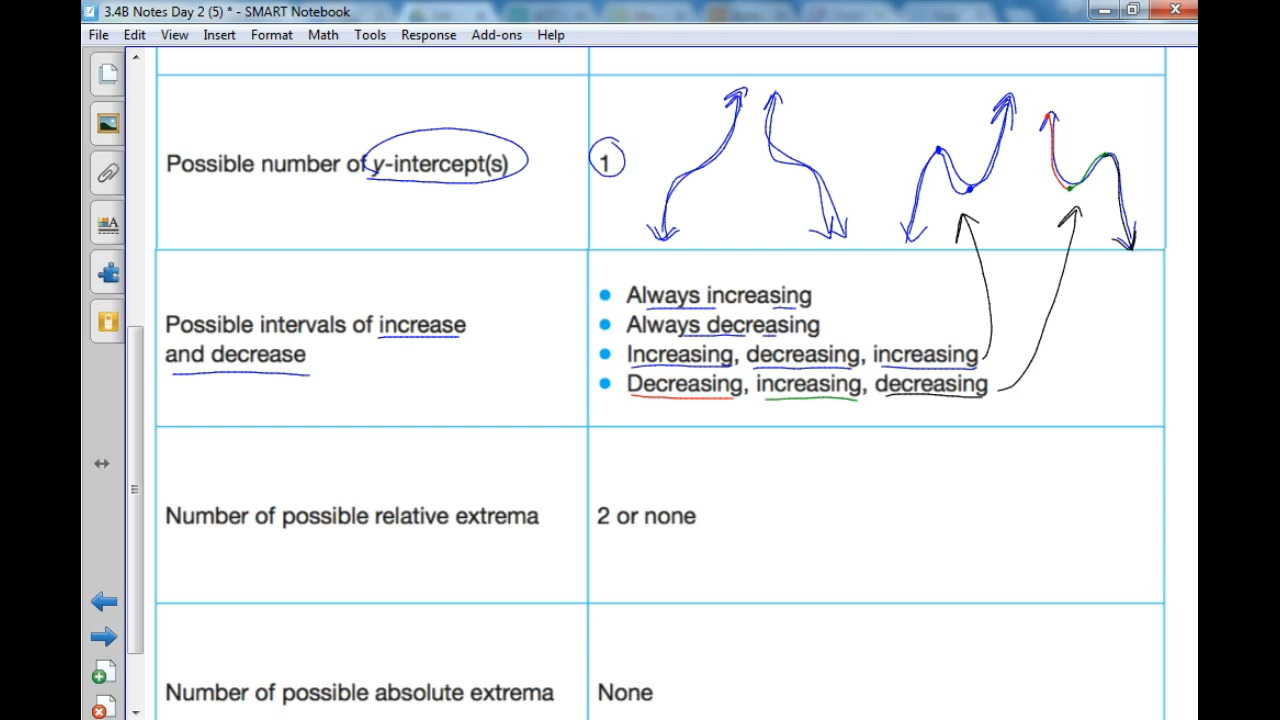 3.4B Notes Day 2 (5) * - SMART Notebook
File Edit View Insert Format Math Tools Response Add-ons Help
Possible number of y-intercept(s)
1
Possible intervals of increase
and decrease
• Always increasing
• Always decreasing
• Increasing, decreasing, increasing
• Decreasing, increasing, decreasing
Number of possible relative extrema
2 or none
Number of possible absolute extrema
None